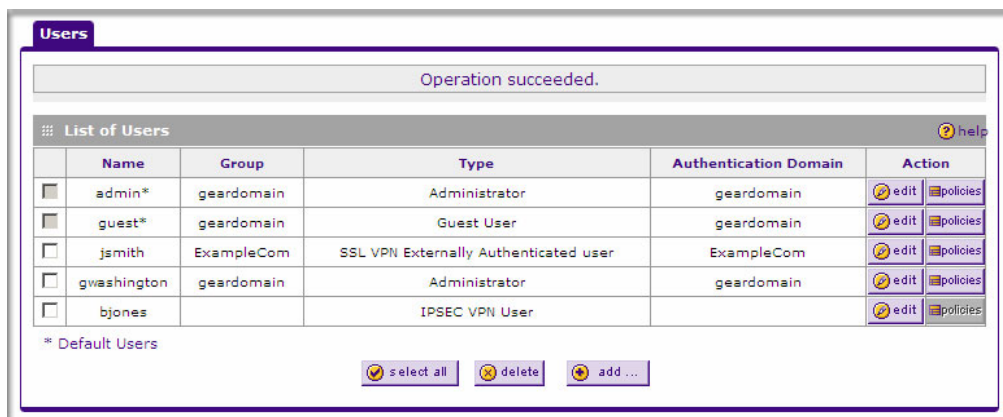 Users
Operation succeeded.
List of Users help
Name Group Type Authentication Domain Action
admin* geardomain Administrator geardomain edit policies
guest* geardomain Guest User geardomain edit policies
jsmith ExampleCom SSL VPN Externally Authenticated user ExampleCom edit policies
gwashington geardomain Administrator geardomain edit policies
bjones IPSEC VPN User edit policies
* Default Users
select all delete add ...